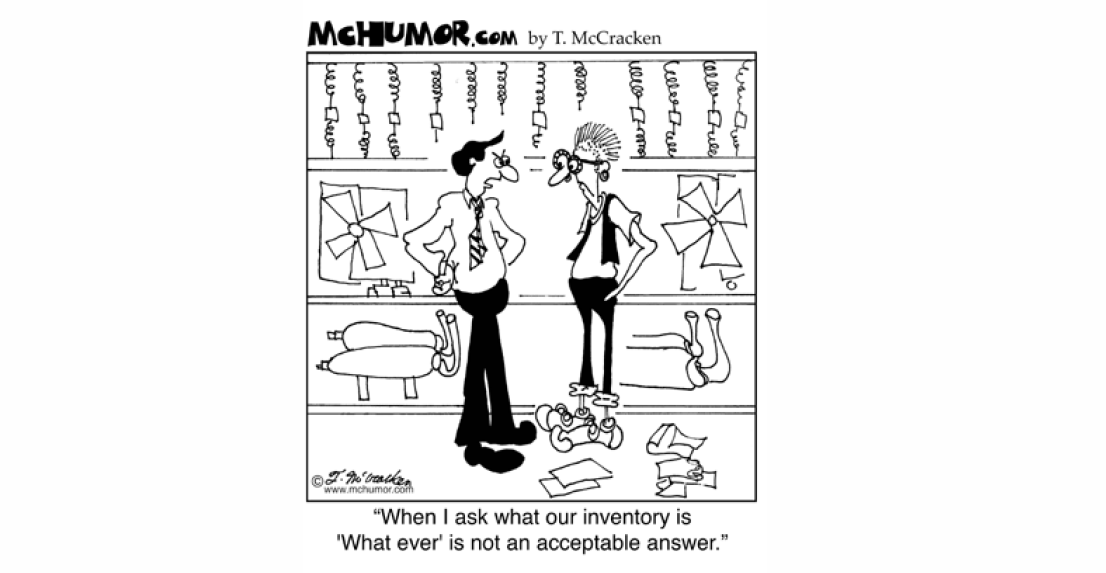 McHUMOR.COM by T. McCracken
© T. McCracken
www.mchumor.com
“When I ask what our inventory is
'What ever' is not an acceptable answer.”